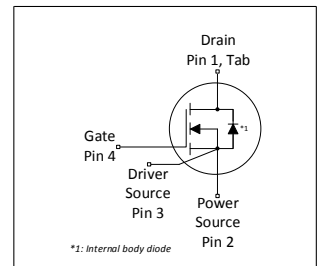 Drain
Pin 1, Tab
*1
Gate
Pin 4
Driver
Source
Pin 3
Power
Source
Pin 2
*1: Internal body diode